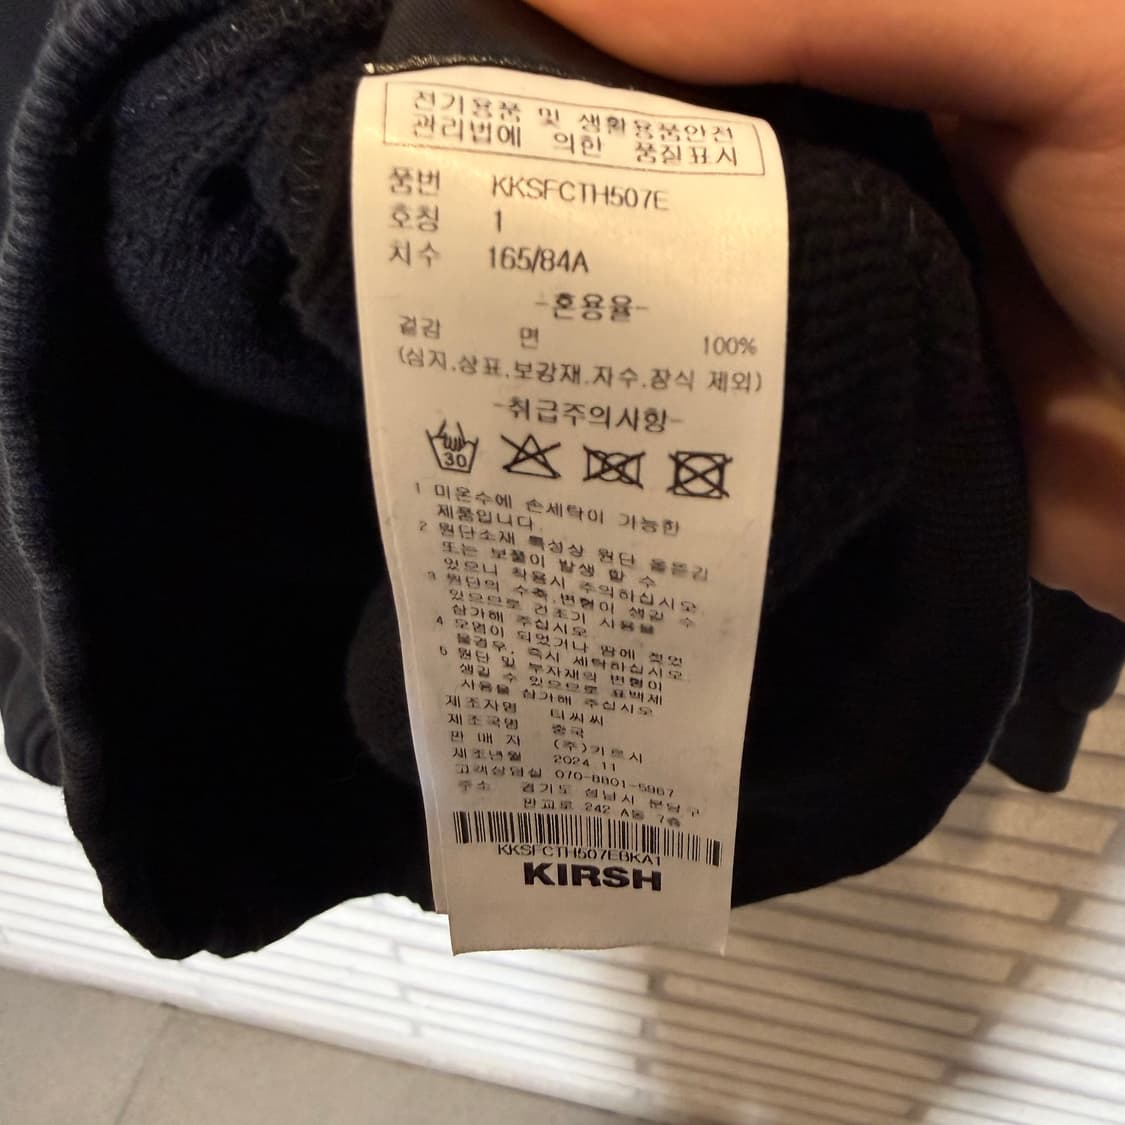 전기용품 및 생활용품안전
관리법에 의한 품질표시
품번 KKSFCTH507E
호칭 1
치수 165/84A
-혼용율-
겉감 면 100%
(심지.상표.보강재.자수.장식 제외)
-취급주의사항-
30
1 미온수에 손세탁이 가능한
제품입니다.
2 원단소재 특성상 원단 올뜯김
또는 보풀이 발생 할 수
있으니 착용시 주의하십시오
3 원단의 수축.변형이 생길 수
있으므로 건조기 사용을
삼가해 주십시오
4 오염이 되었거나 땀에 젖었
을경우, 즉시 세탁하십시오
5 원단 및 부자재의 변형이
생길 수 있으므로 표백제
사용을 삼가해 주십시오
제조자명 티씨씨
제조국명 중국
판 매 자 (주)키르시
제조년월 2024 11
고객상담실 070-8801-5967
주소 경기도 성남시 분당구
판교로 242 A동 7층
KKSFCTH507EBKA1
KIRSH